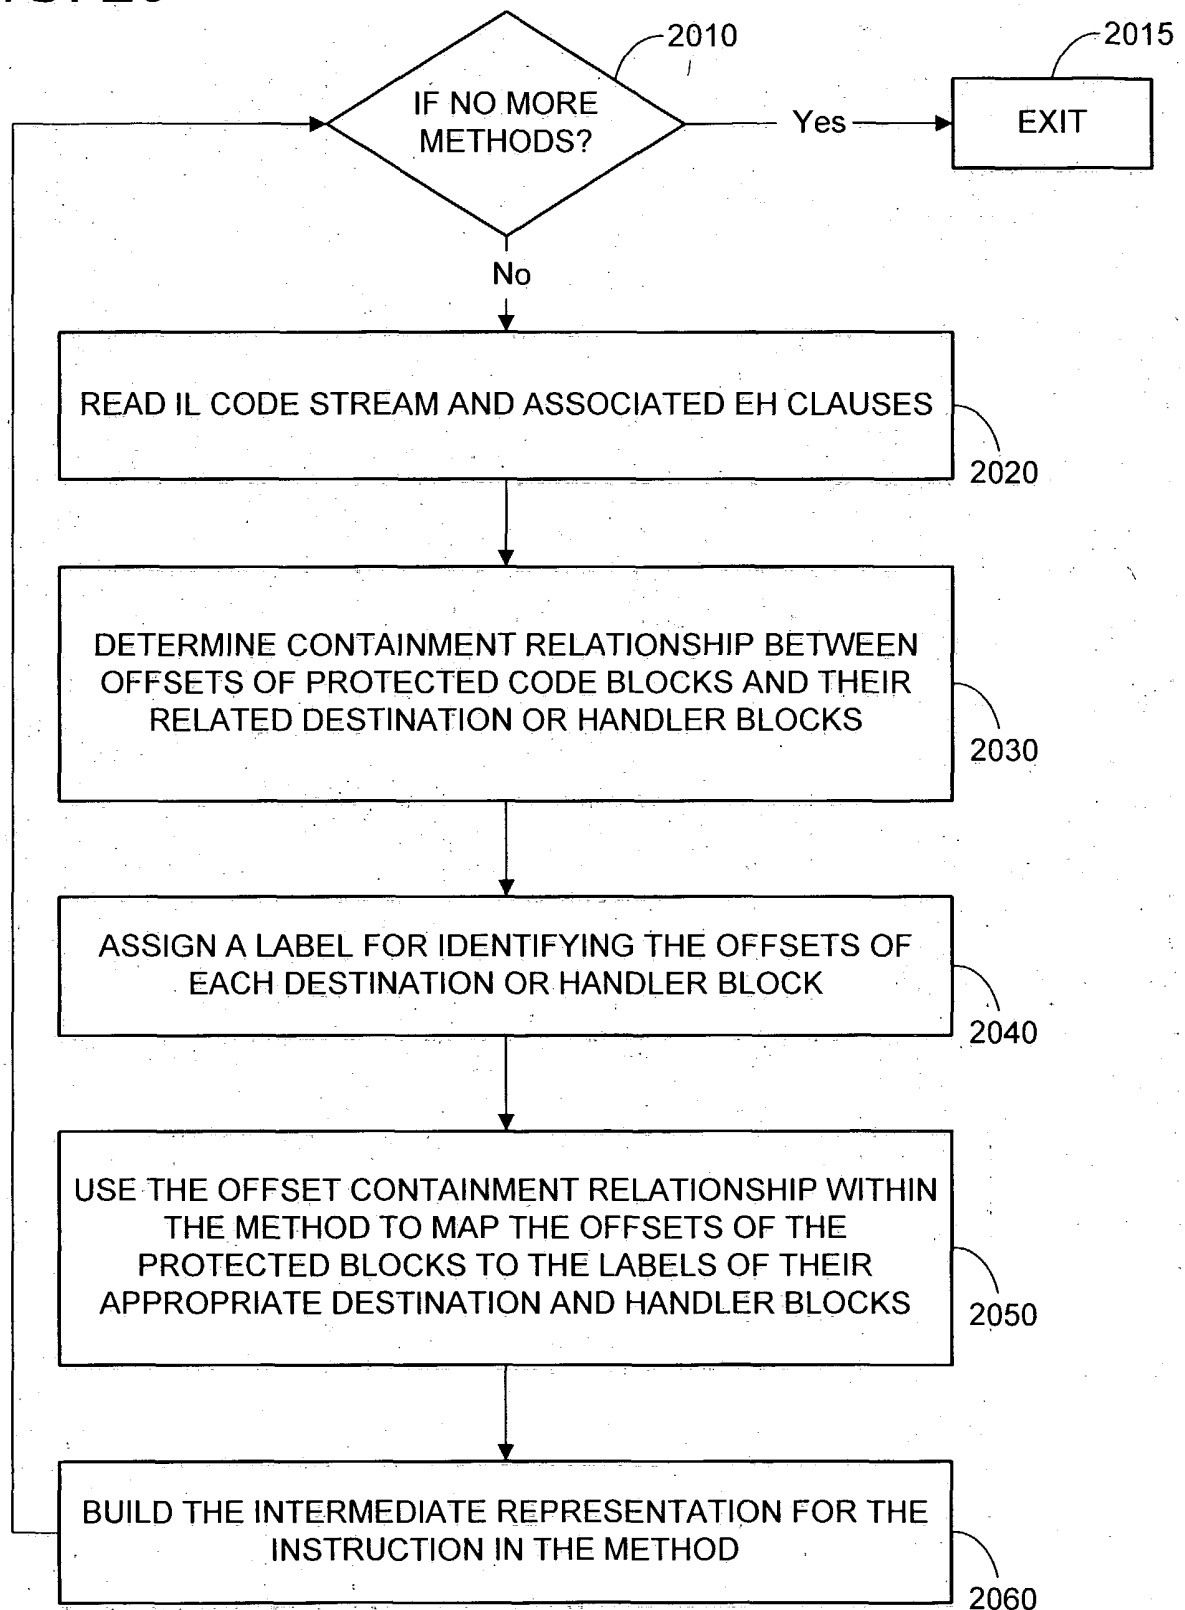 2010
2015
IF NO MORE
METHODS?
Yes
EXIT
No
READ IL CODE STREAM AND ASSOCIATED EH CLAUSES
2020
DETERMINE CONTAINMENT RELATIONSHIP BETWEEN
OFFSETS OF PROTECTED CODE BLOCKS AND THEIR
RELATED DESTINATION OR HANDLER BLOCKS
2030
ASSIGN A LABEL FOR IDENTIFYING THE OFFSETS OF
EACH DESTINATION OR HANDLER BLOCK
2040
USE THE OFFSET CONTAINMENT RELATIONSHIP WITHIN
THE METHOD TO MAP THE OFFSETS OF THE
PROTECTED BLOCKS TO THE LABELS OF THEIR
APPROPRIATE DESTINATION AND HANDLER BLOCKS
2050
BUILD THE INTERMEDIATE REPRESENTATION FOR THE
INSTRUCTION IN THE METHOD
2060